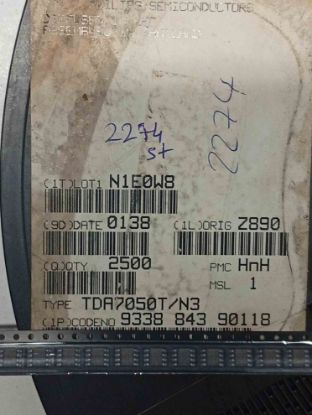 PHILIPS SEMICONDUCTORS
2274
st
2274
(1T)LOT1 N1E0W8
(9D)DATE 0138 (1L)ORIG Z890
(Q)QTY 2500 PMC HnH
MSL 1
TYPE TDA7050T/N3
(1P)CODENO 9338 843 90118